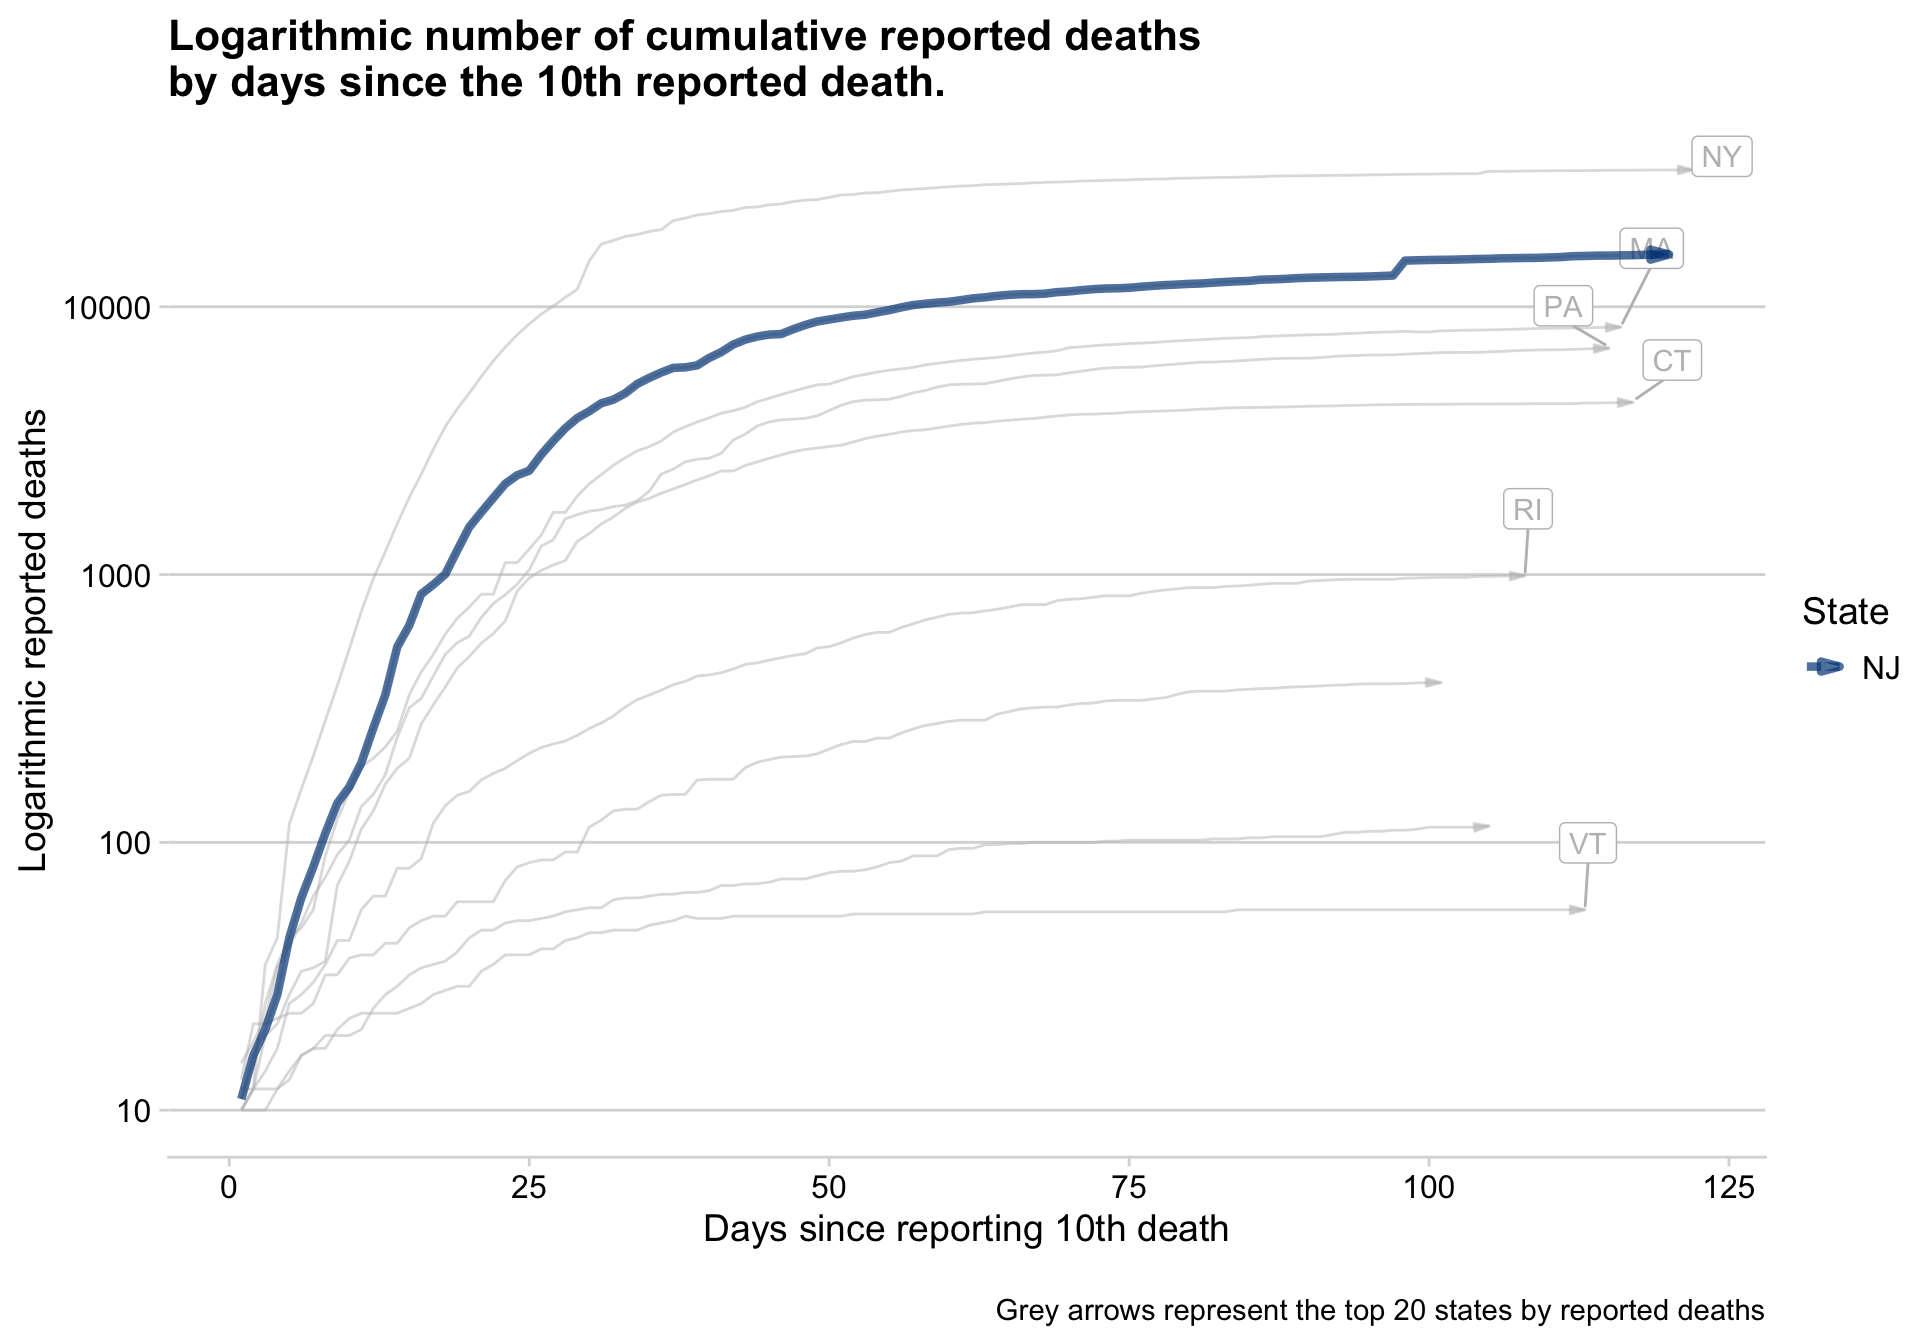 Logarithmic number of cumulative reported deaths
by days since the 10th reported death.
NY
MA
PA
CT
RI
VT
10000
1000
100
10
Logarithmic reported deaths
0 25 50 75 100 125
Days since reporting 10th death
State
NJ
Grey arrows represent the top 20 states by reported deaths